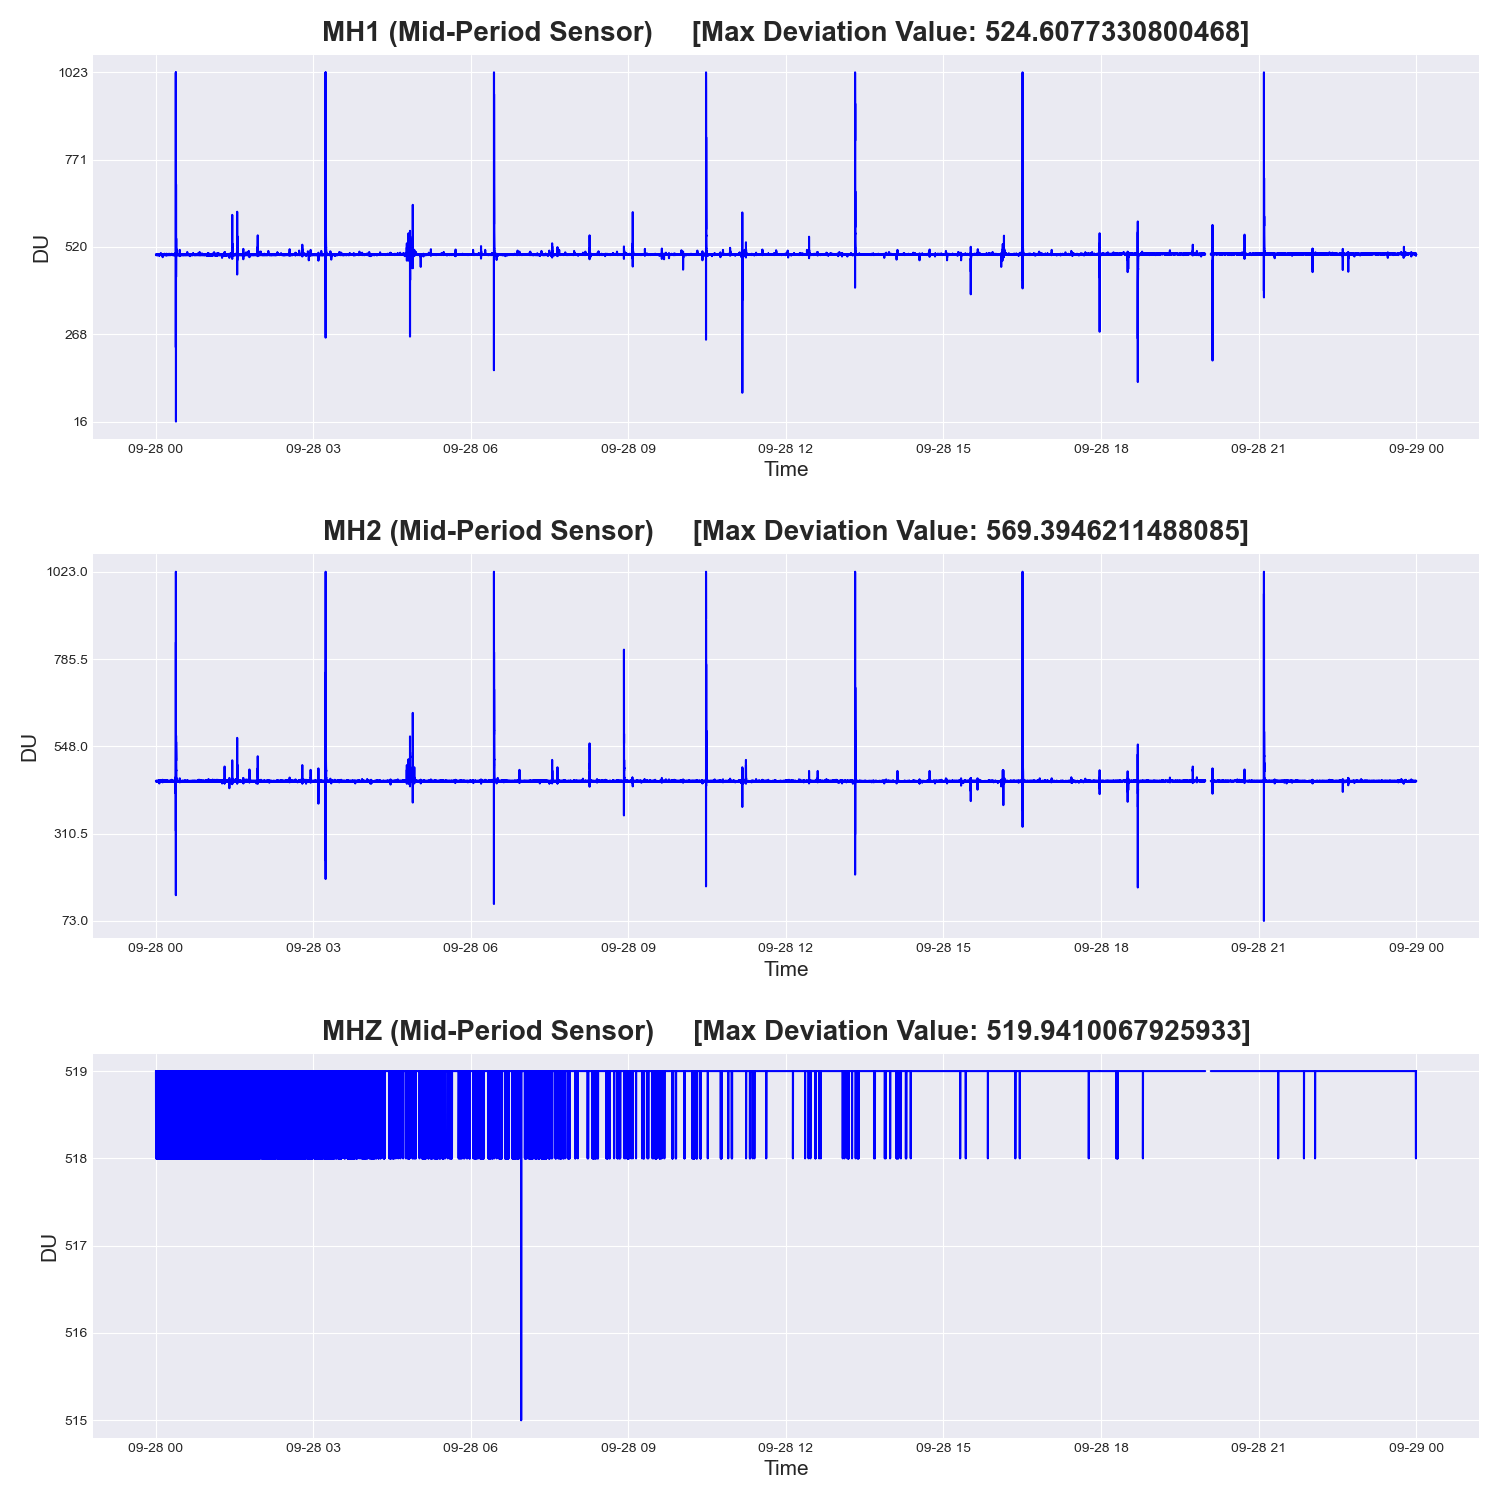 MH1 (Mid-Period Sensor) [Max Deviation Value: 524.6077330800468]
1023
771
520
268
16
DU
09-28 00 09-28 03 09-28 06 09-28 09 09-28 12 09-28 15 09-28 18 09-28 21 09-29 00
Time
MH2 (Mid-Period Sensor) [Max Deviation Value: 569.3946211488085]
1023.0
785.5
548.0
310.5
73.0
DU
09-28 00 09-28 03 09-28 06 09-28 09 09-28 12 09-28 15 09-28 18 09-28 21 09-29 00
Time
MHZ (Mid-Period Sensor) [Max Deviation Value: 519.9410067925933]
519
518
517
516
515
DU
09-28 00 09-28 03 09-28 06 09-28 09 09-28 12 09-28 15 09-28 18 09-28 21 09-29 00
Time